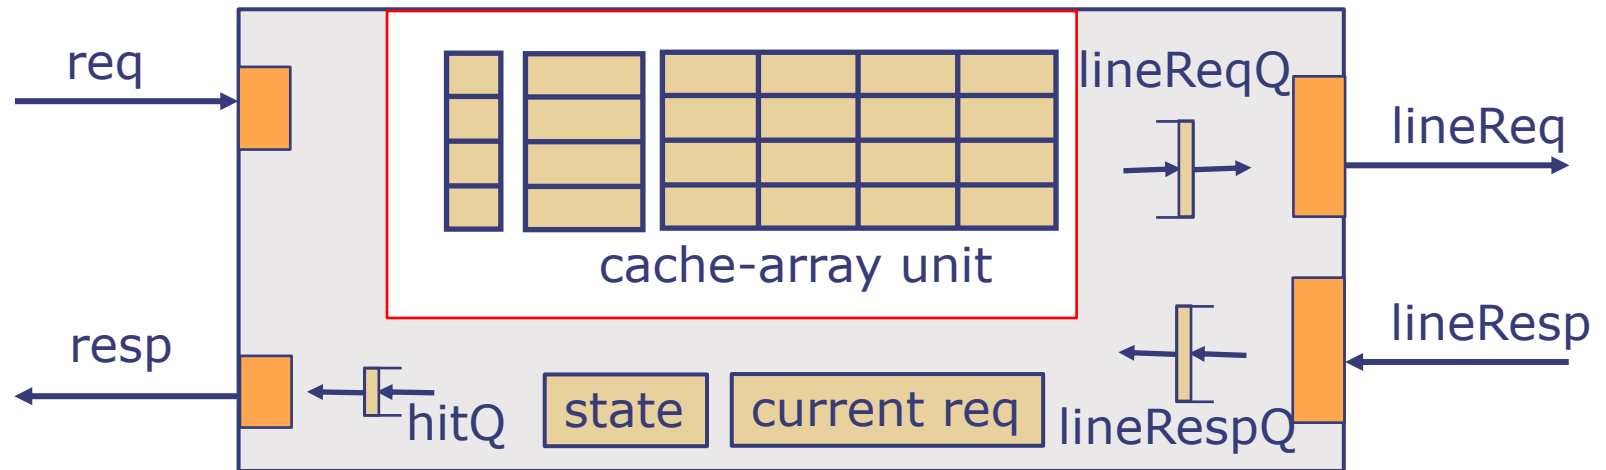 req
lineReqQ
lineReq
cache-array unit
resp
lineResp
hitQ
state
current req
lineRespQ